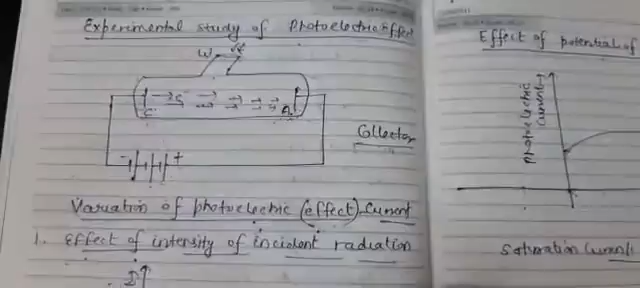 Experimental study of Photoelectric Effect
W
C
e-
A
Collector
- +
Variation of photoelectric (effect) current
1. Effect of intensity of incident radiation
I
Effect of potential of
Photoelectric
current
Saturation current